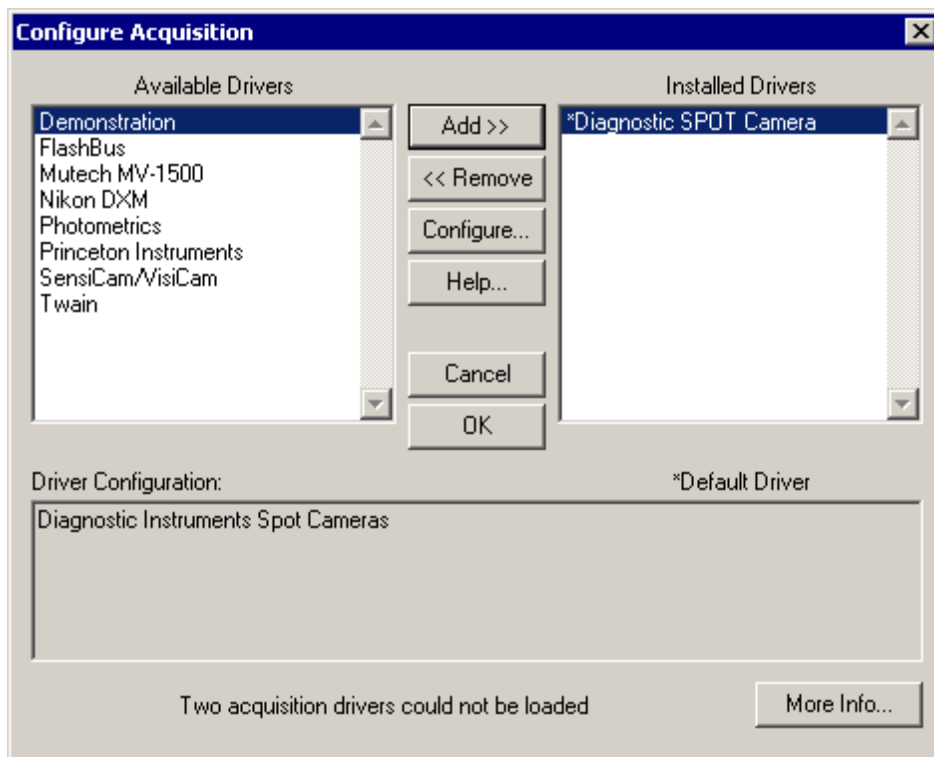 Configure Acquisition
Available Drivers
Installed Drivers
Demonstration
FlashBus
Mutech MV-1500
Nikon DXM
Photometrics
Princeton Instruments
SensiCam/VisiCam
Twain
Add >>
<< Remove
Configure...
Help...
Cancel
OK
*Diagnostic SPOT Camera
Driver Configuration:
*Default Driver
Diagnostic Instruments Spot Cameras
Two acquisition drivers could not be loaded
More Info...